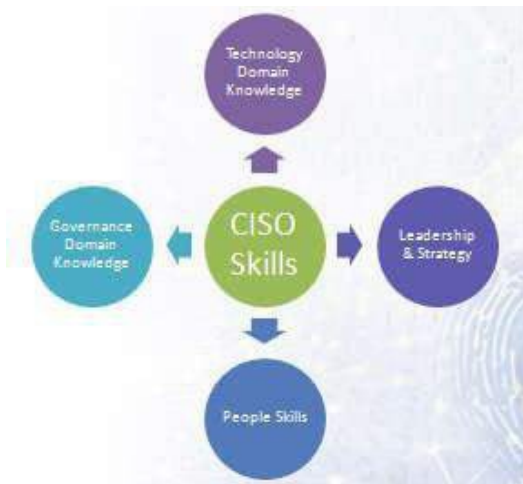 Technology
Domain
Knowledge
Governance
Domain
Knowledge
CISO
Skills
Leadership
& Strategy
People Skills